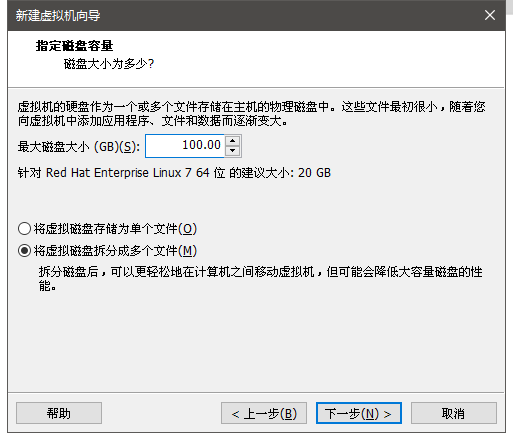 新建虚拟机向导
指定磁盘容量
磁盘大小为多少?
虚拟机的硬盘作为一个或多个文件存储在主机的物理磁盘中。这些文件最初很小，随着您
向虚拟机中添加应用程序、文件和数据而逐渐变大。
最大磁盘大小 (GB)(S): 100.00
针对 Red Hat Enterprise Linux 7 64 位 的建议大小: 20 GB
将虚拟磁盘存储为单个文件(O)
将虚拟磁盘拆分成多个文件(M)
拆分磁盘后，可以更轻松地在计算机之间移动虚拟机，但可能会降低大容量磁盘的性
能。
帮助 < 上一步(B) 下一步(N) > 取消